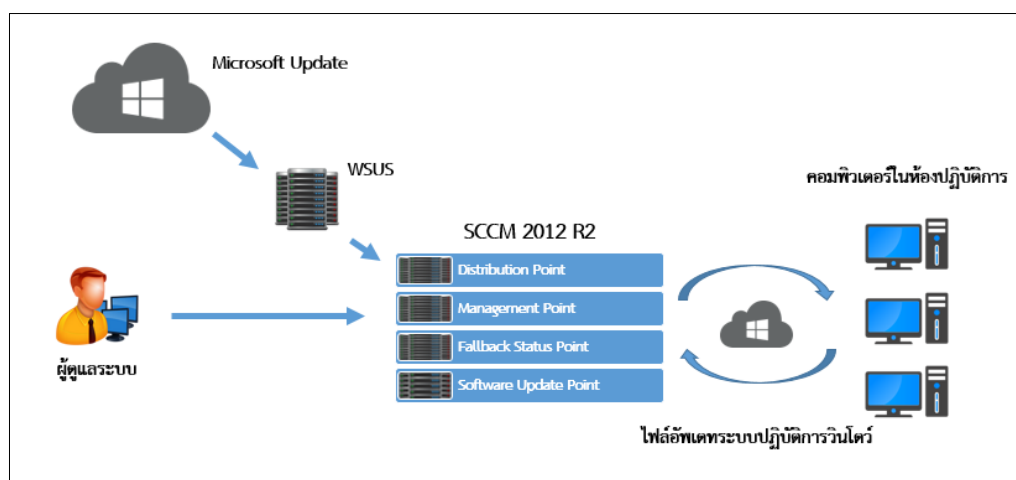 Microsoft Update
WSUS
คอมพิวเตอร์ในห้องปฏิบัติการ
SCCM 2012 R2
Distribution Point
Management Point
Fallback Status Point
Software Update Point
ผู้ดูแลระบบ
ไฟล์อัพเดทระบบปฏิบัติการวินโดว์